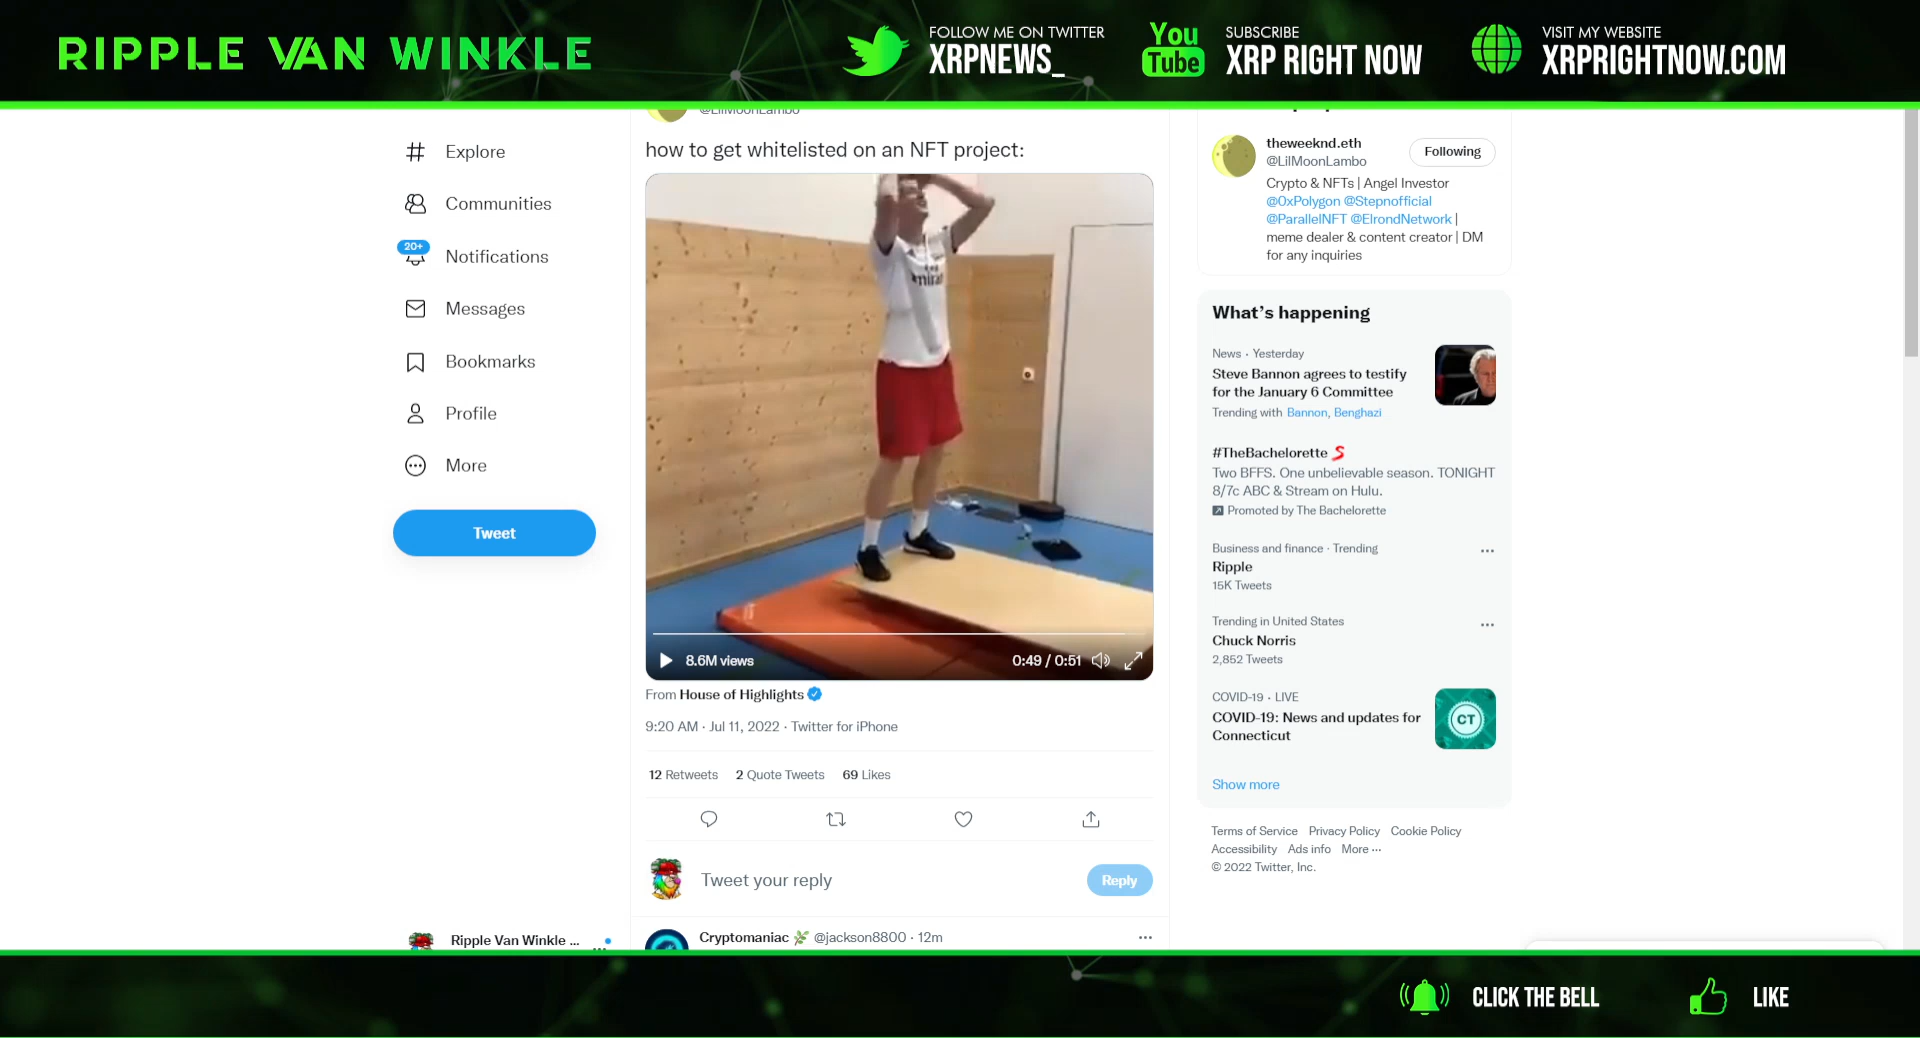 RIPPLE VAN WINKLE
FOLLOW ME ON TWITTER
XRPNEWS_
You
Tube
SUBSCRIBE
XRP RIGHT NOW
VISIT MY WEBSITE
XRPRIGHTNOW.COM
Explore
Communities
20+
Notifications
Messages
Bookmarks
Profile
More
Tweet
Ripple Van Winkle ...
@LilMoonLambo
how to get whitelisted on an NFT project:
8.6M views
0:49 / 0:51
From House of Highlights
9:20 AM · Jul 11, 2022 · Twitter for iPhone
12 Retweets 2 Quote Tweets 69 Likes
Tweet your reply
Reply
Cryptomaniac @jackson8800 · 12m
theweeknd.eth
@LilMoonLambo
Following
Crypto & NFTs | Angel Investor
@0xPolygon @Stepnofficial
@ParallelNFT @ElrondNetwork |
meme dealer & content creator | DM
for any inquiries
What's happening
News · Yesterday
Steve Bannon agrees to testify
for the January 6 Committee
Trending with Bannon, Benghazi
#TheBachelorette
Two BFFS. One unbelievable season. TONIGHT
8/7c ABC & Stream on Hulu.
Promoted by The Bachelorette
Business and finance · Trending
Ripple
15K Tweets
Trending in United States
Chuck Norris
2,852 Tweets
COVID-19 · LIVE
COVID-19: News and updates for
Connecticut
CT
Show more
Terms of Service Privacy Policy Cookie Policy
Accessibility Ads info More ...
© 2022 Twitter, Inc.
CLICK THE BELL
LIKE